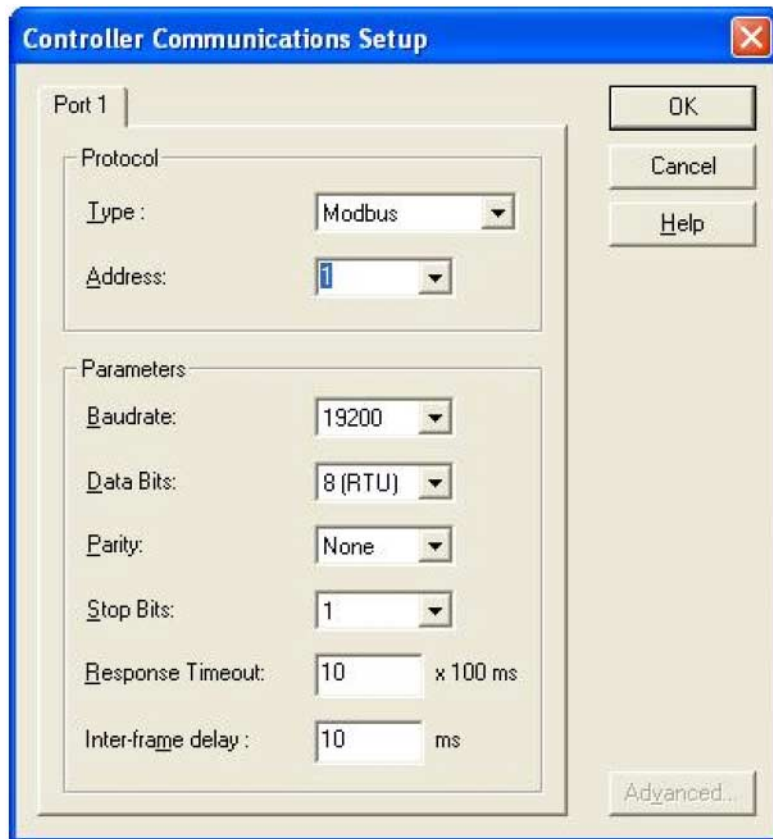 Controller Communications Setup
Port 1
OK
Cancel
Help
Protocol
Type : Modbus
Address: 1
Parameters
Baudrate: 19200
Data Bits: 8 (RTU)
Parity: None
Stop Bits: 1
Response Timeout: 10 x 100 ms
Inter-frame delay : 10 ms
Advanced...